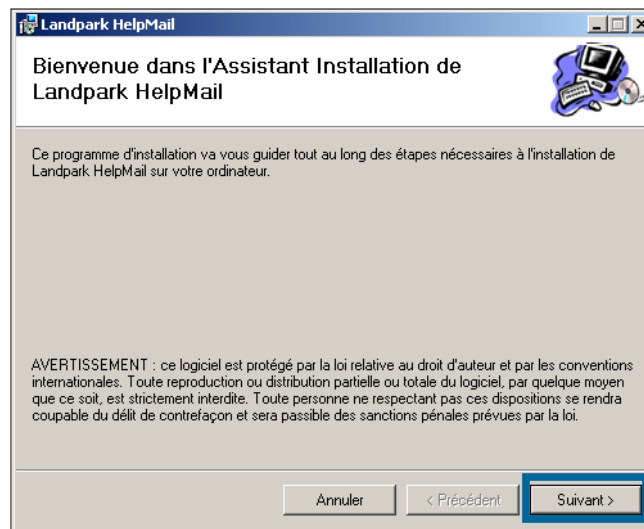 Landpark HelpMail
Bienvenue dans l'Assistant Installation de
Landpark HelpMail
Ce programme d'installation va vous guider tout au long des étapes nécessaires à l'installation de
Landpark HelpMail sur votre ordinateur.
AVERTISSEMENT : ce logiciel est protégé par la loi relative au droit d'auteur et par les conventions
internationales. Toute reproduction ou distribution partielle ou totale du logiciel, par quelque moyen
que ce soit, est strictement interdite. Toute personne ne respectant pas ces dispositions se rendra
coupable du délit de contrefaçon et sera passible des sanctions pénales prévues par la loi.
Annuler
< Précédent
Suivant >